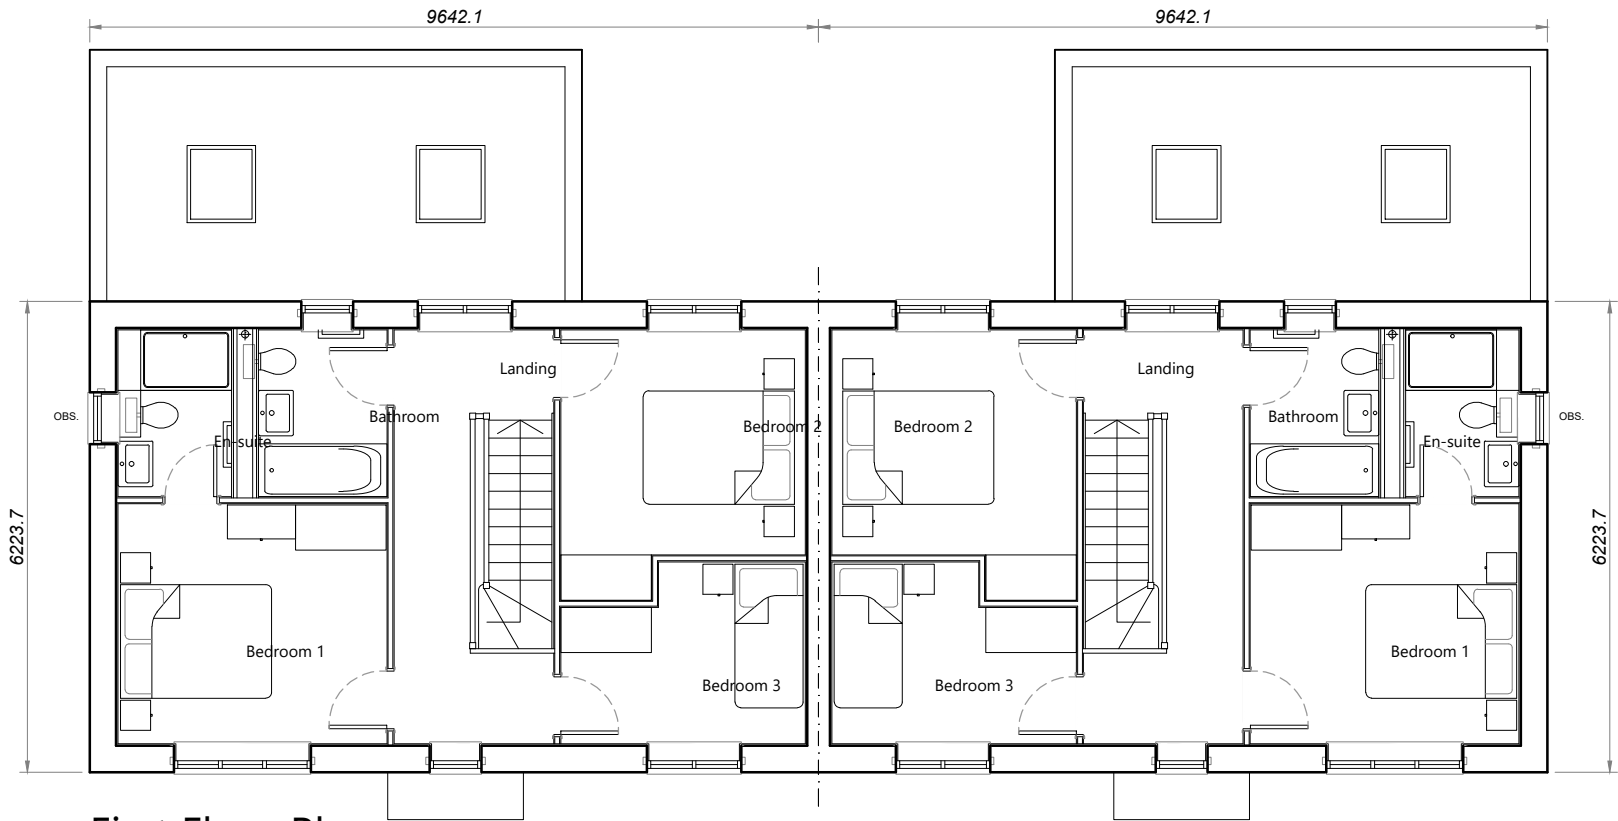 9642.1 9642.1
Landing Landing
OBS. Bathroom Bedroom 2 Bedroom 2 Bathroom OBS.
En-suite En-suite
6223.7 6223.7
Bedroom 1 Bedroom 1
Bedroom 3 Bedroom 3